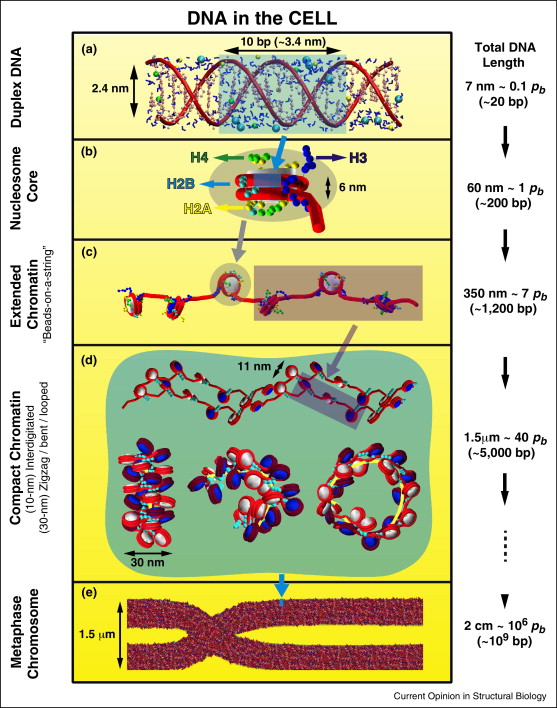 DNA in the CELL
Total DNA
Length
Duplex DNA
(a)
10 bp (~3.4 nm)
2.4 nm
7 nm ~ 0.1 pb
(~20 bp)
Nucleosome
Core
(b)
H4
H3
H2B
H2A
6 nm
60 nm ~ 1 pb
(~200 bp)
Extended
Chromatin
"Beads-on-a-string"
(c)
350 nm ~ 7 pb
(~1,200 bp)
Compact Chromatin
(10-nm) Interdigitated
(30-nm) Zigzag / bent / looped
(d)
11 nm
30 nm
1.5μm ~ 40 pb
(~5,000 bp)
Metaphase
Chromosome
(e)
1.5 μm
2 cm ~ 10⁶ pb
(~10⁹ bp)
Current Opinion in Structural Biology